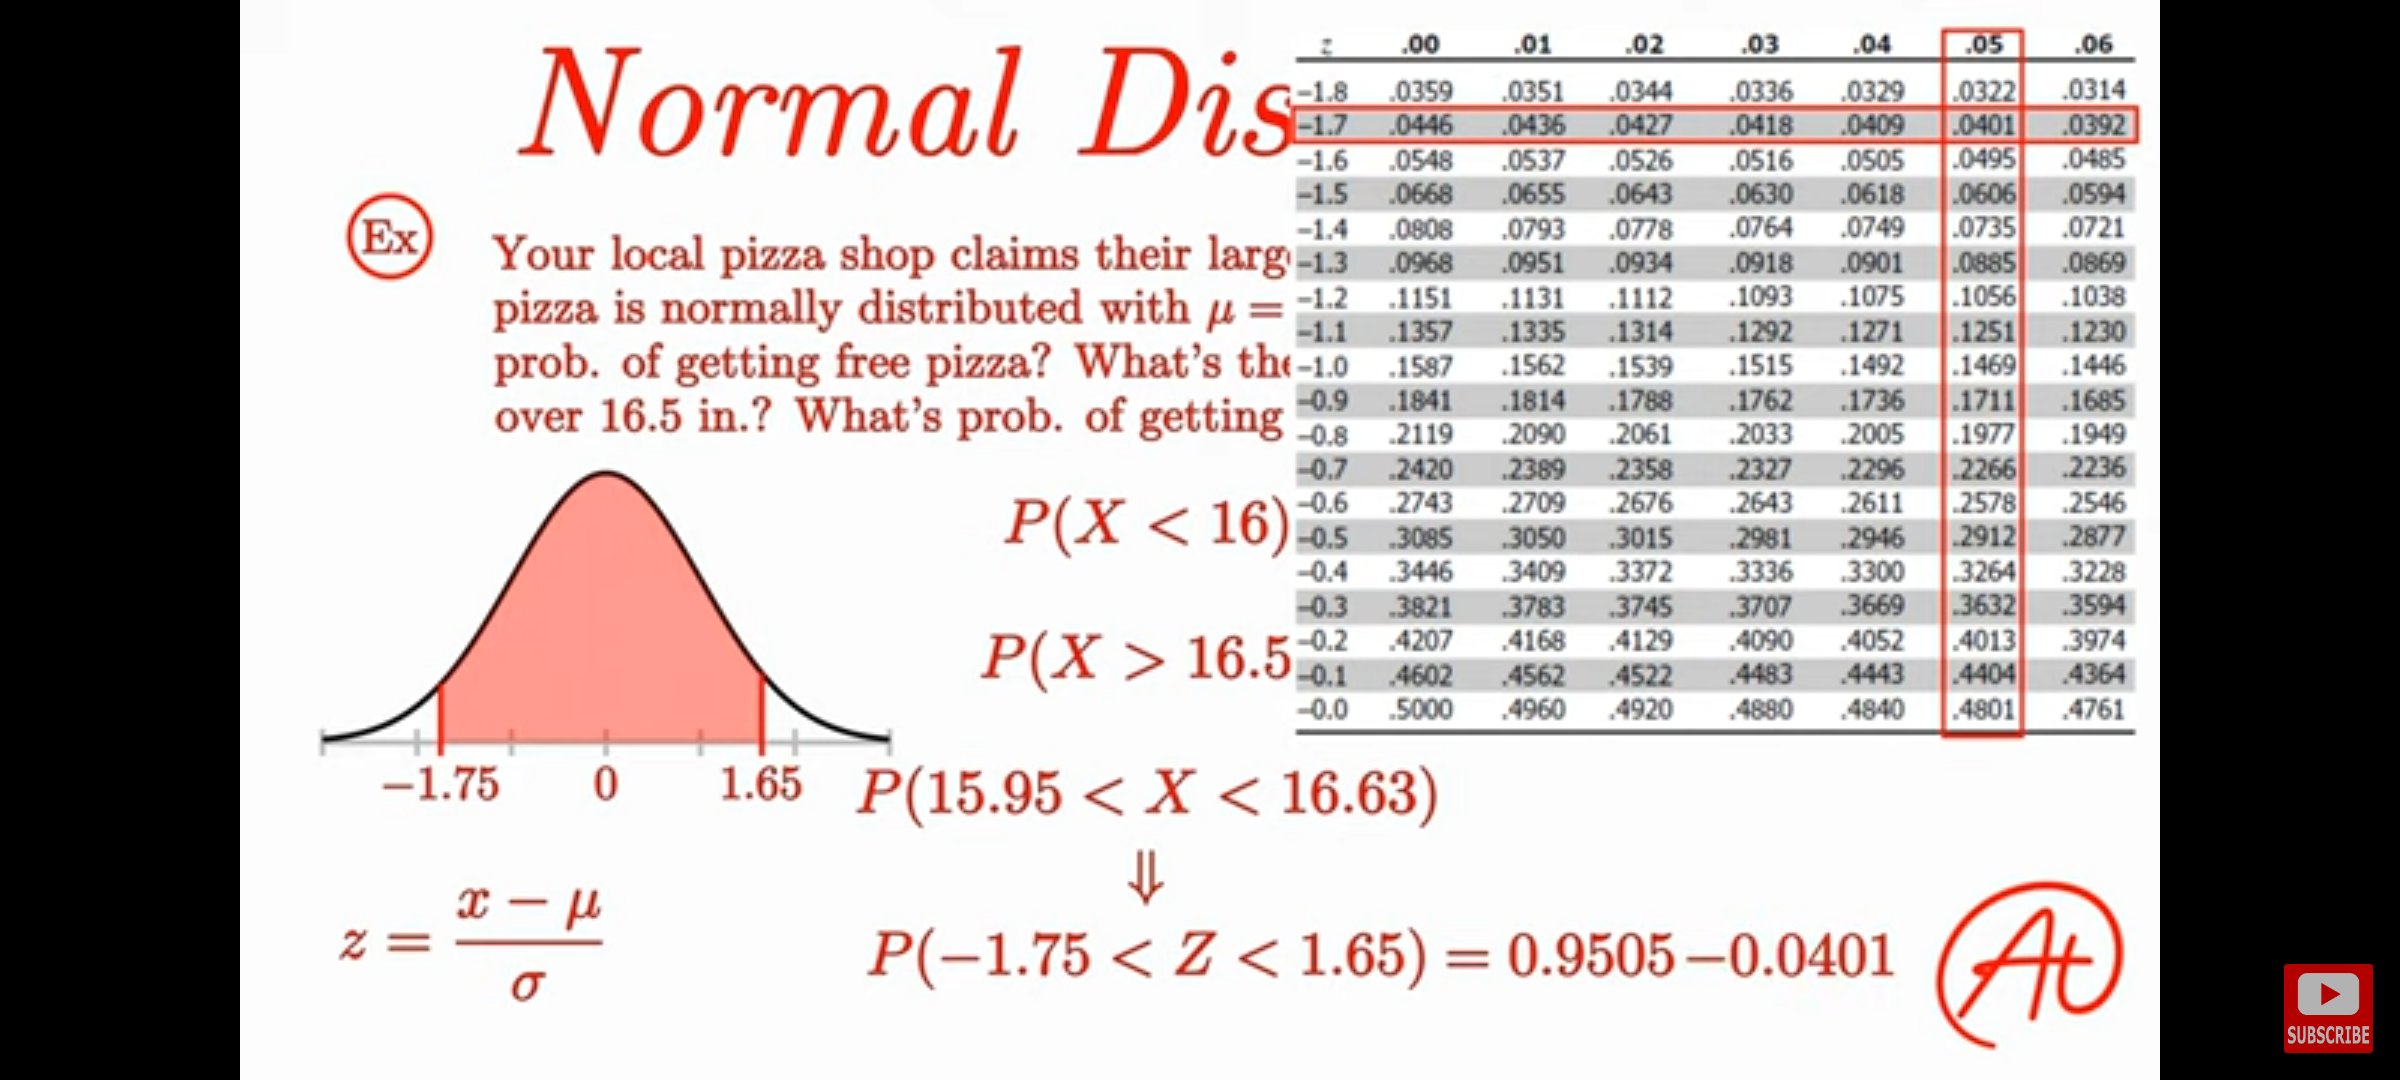 Normal Dis
Ex
Your local pizza shop claims their larg
pizza is normally distributed with μ =
prob. of getting free pizza? What's the
over 16.5 in.? What's prob. of getting
z .00 .01 .02 .03 .04 .05 .06
−1.8 .0359 .0351 .0344 .0336 .0329 .0322 .0314
−1.7 .0446 .0436 .0427 .0418 .0409 .0401 .0392
−1.6 .0548 .0537 .0526 .0516 .0505 .0495 .0485
−1.5 .0668 .0655 .0643 .0630 .0618 .0606 .0594
−1.4 .0808 .0793 .0778 .0764 .0749 .0735 .0721
−1.3 .0968 .0951 .0934 .0918 .0901 .0885 .0869
−1.2 .1151 .1131 .1112 .1093 .1075 .1056 .1038
−1.1 .1357 .1335 .1314 .1292 .1271 .1251 .1230
−1.0 .1587 .1562 .1539 .1515 .1492 .1469 .1446
−0.9 .1841 .1814 .1788 .1762 .1736 .1711 .1685
−0.8 .2119 .2090 .2061 .2033 .2005 .1977 .1949
−0.7 .2420 .2389 .2358 .2327 .2296 .2266 .2236
−0.6 .2743 .2709 .2676 .2643 .2611 .2578 .2546
−0.5 .3085 .3050 .3015 .2981 .2946 .2912 .2877
−0.4 .3446 .3409 .3372 .3336 .3300 .3264 .3228
−0.3 .3821 .3783 .3745 .3707 .3669 .3632 .3594
−0.2 .4207 .4168 .4129 .4090 .4052 .4013 .3974
−0.1 .4602 .4562 .4522 .4483 .4443 .4404 .4364
−0.0 .5000 .4960 .4920 .4880 .4840 .4801 .4761
P(X < 16)
P(X > 16.5
−1.75 0 1.65
P(15.95 < X < 16.63)
⇓
z = (x − μ)/σ
P(−1.75 < Z < 1.65) = 0.9505−0.0401
SUBSCRIBE